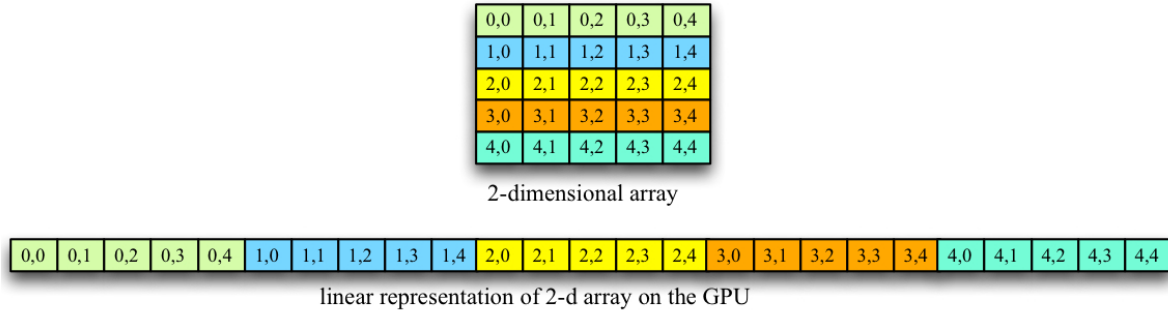 0,0 0,1 0,2 0,3 0,4
1,0 1,1 1,2 1,3 1,4
2,0 2,1 2,2 2,3 2,4
3,0 3,1 3,2 3,3 3,4
4,0 4,1 4,2 4,3 4,4
2-dimensional array
0,0 0,1 0,2 0,3 0,4 1,0 1,1 1,2 1,3 1,4 2,0 2,1 2,2 2,3 2,4 3,0 3,1 3,2 3,3 3,4 4,0 4,1 4,2 4,3 4,4
linear representation of 2-d array on the GPU